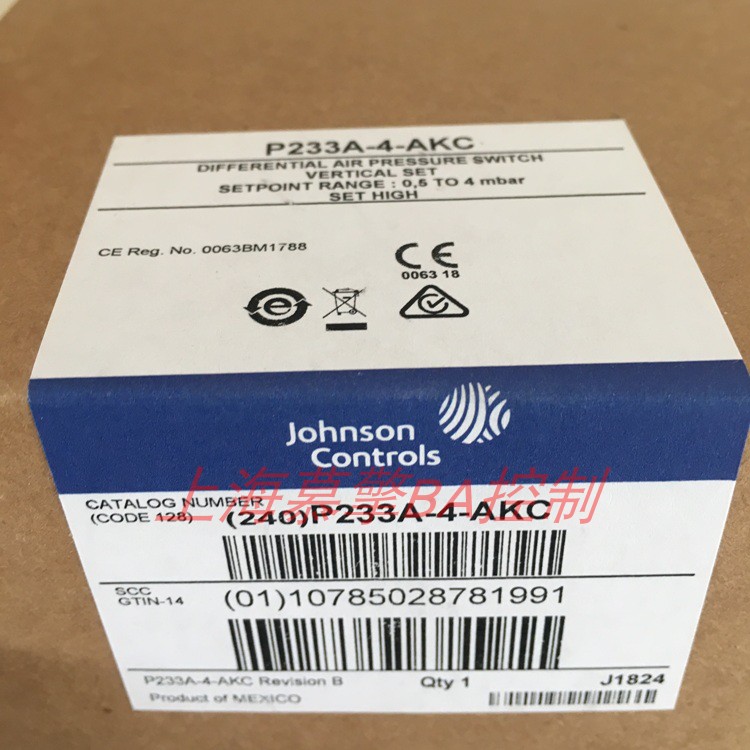 P233A-4-AKC
DIFFERENTIAL AIR PRESSURE SWITCH
VERTICAL SET
SETPOINT RANGE : 0,5 TO 4 mbar
SET HIGH
CE Reg. No. 0063BM1788
CE
0063 18
e
Johnson
Controls
上海慕擎BA控制
CATALOG NUMBER
(CODE 128)
(240)P233A-4-AKC
SCC
GTIN-14
(01)10785028781991
P233A-4-AKC Revision B
Qty 1
J1824
Product of MEXICO